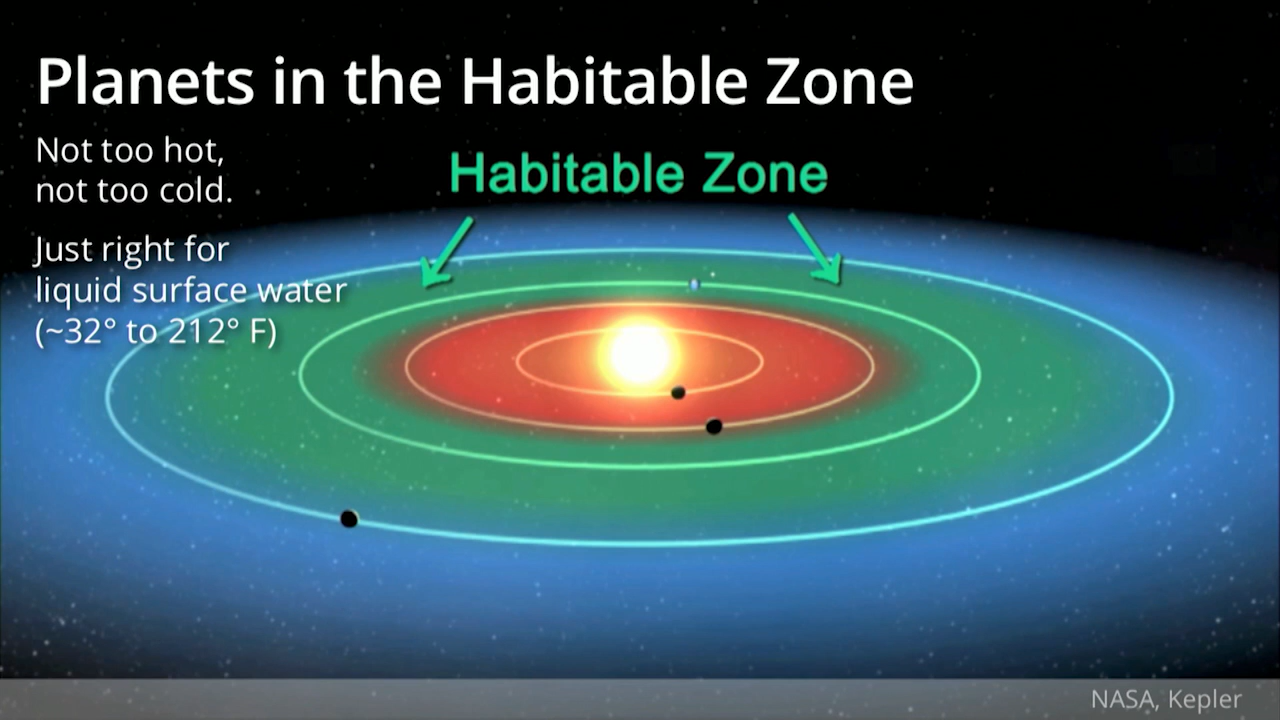 Planets in the Habitable Zone
Not too hot,
not too cold.
Habitable Zone
Just right for
liquid surface water
(~32° to 212° F)
NASA, Kepler